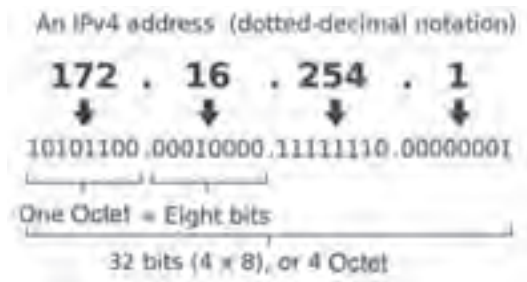 An IPv4 address (dotted-decimal notation)
172 . 16 . 254 . 1
10101100 .00010000 .11111110 .00000001
One Octet = Eight bits
32 bits (4 x 8), or 4 Octet